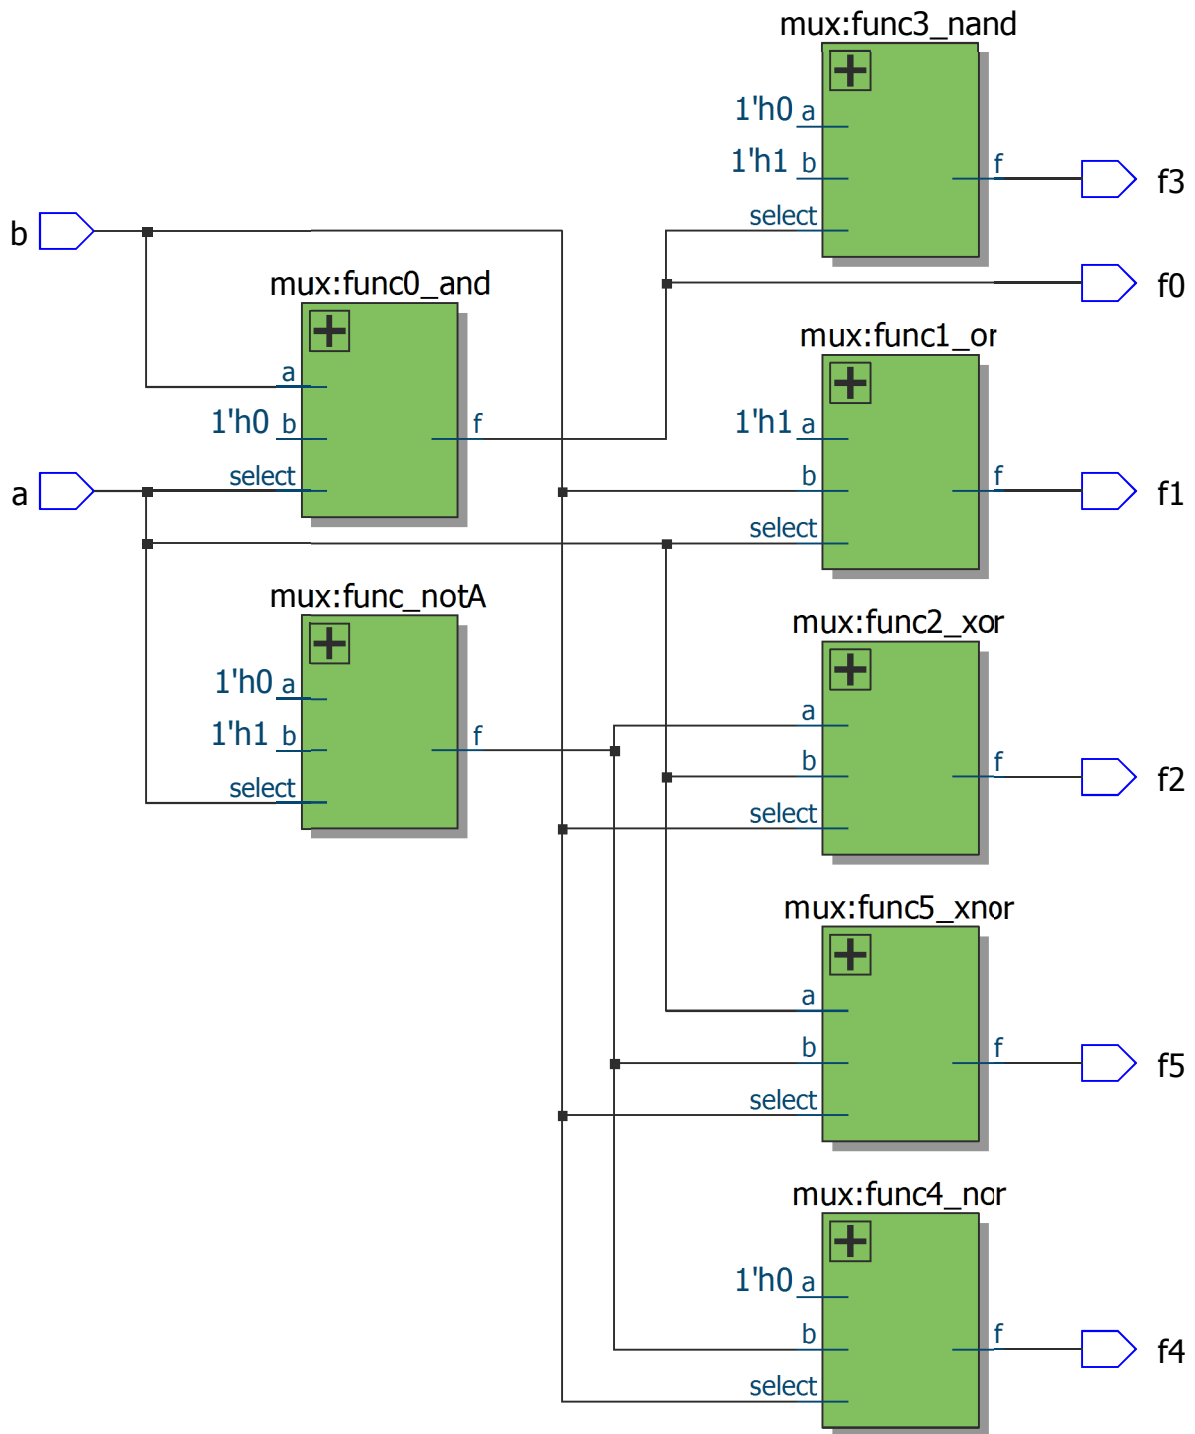 mux:func3_nand
1'h0 a
1'h1 b
f
f3
select
b
f0
mux:func0_and
mux:func1_or
a
1'h0 b
f
1'h1 a
select
a
b
f
f1
select
mux:func_notA
mux:func2_xor
1'h0 a
a
1'h1 b
f
b
f
f2
select
select
mux:func5_xnor
a
b
f
f5
select
mux:func4_nor
1'h0 a
b
f
f4
select